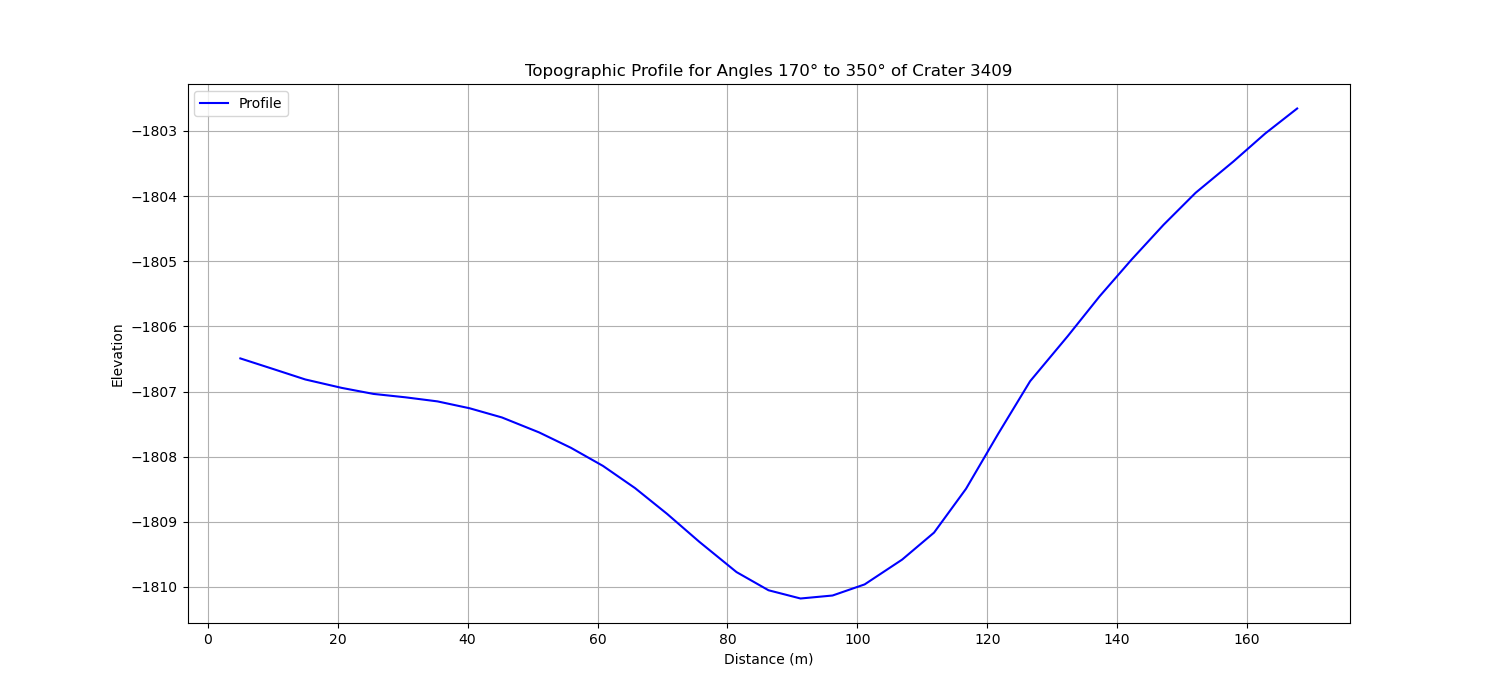 Topographic Profile for Angles 170° to 350° of Crater 3409
Profile
−1803
−1804
−1805
−1806
−1807
−1808
−1809
−1810
Elevation
0 20 40 60 80 100 120 140 160
Distance (m)